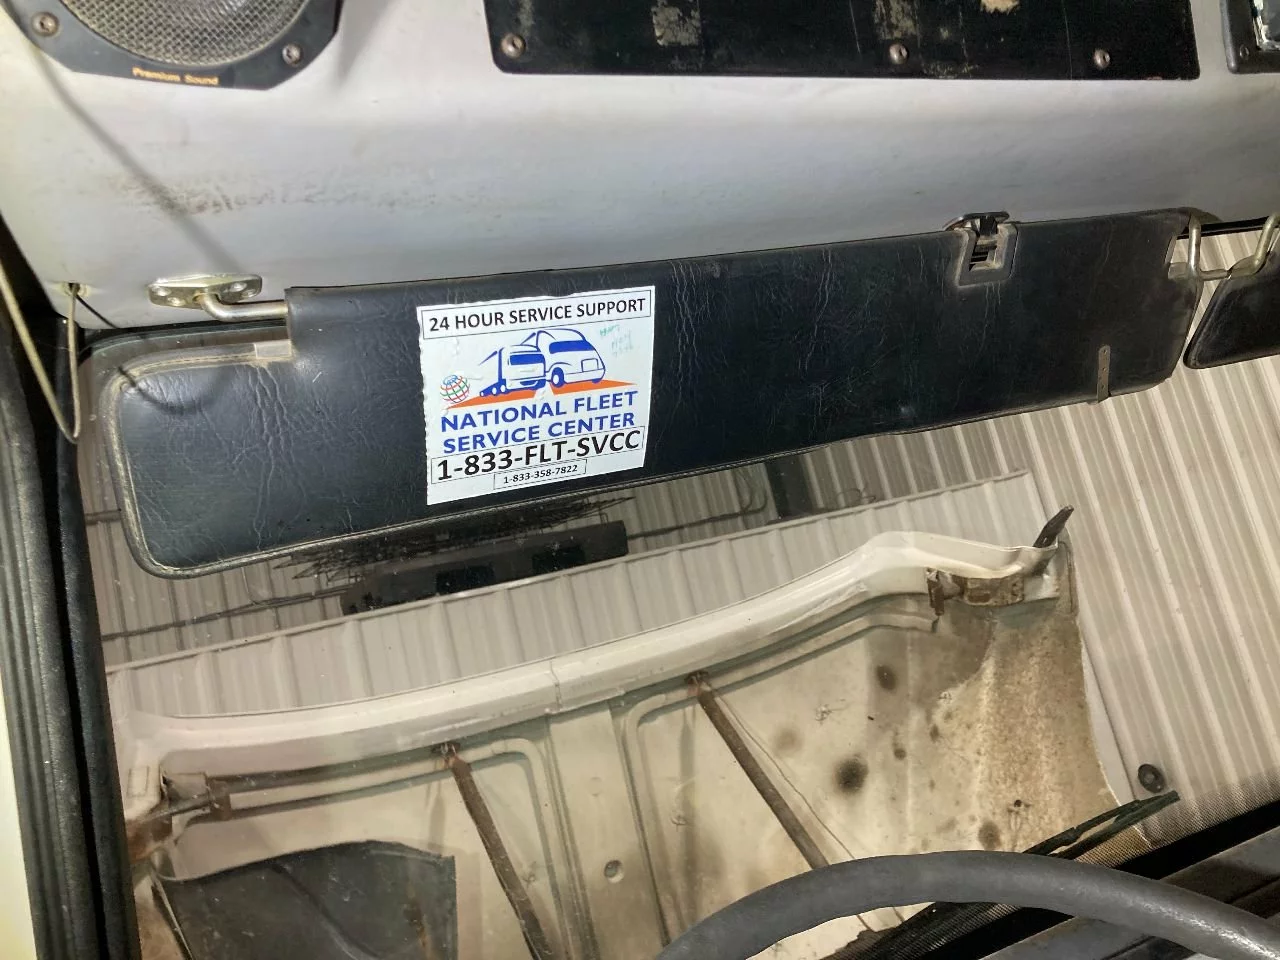 Premium Sound
24 HOUR SERVICE SUPPORT
NATIONAL FLEET
SERVICE CENTER
1-833-FLT-SVCC
1-833-358-7822